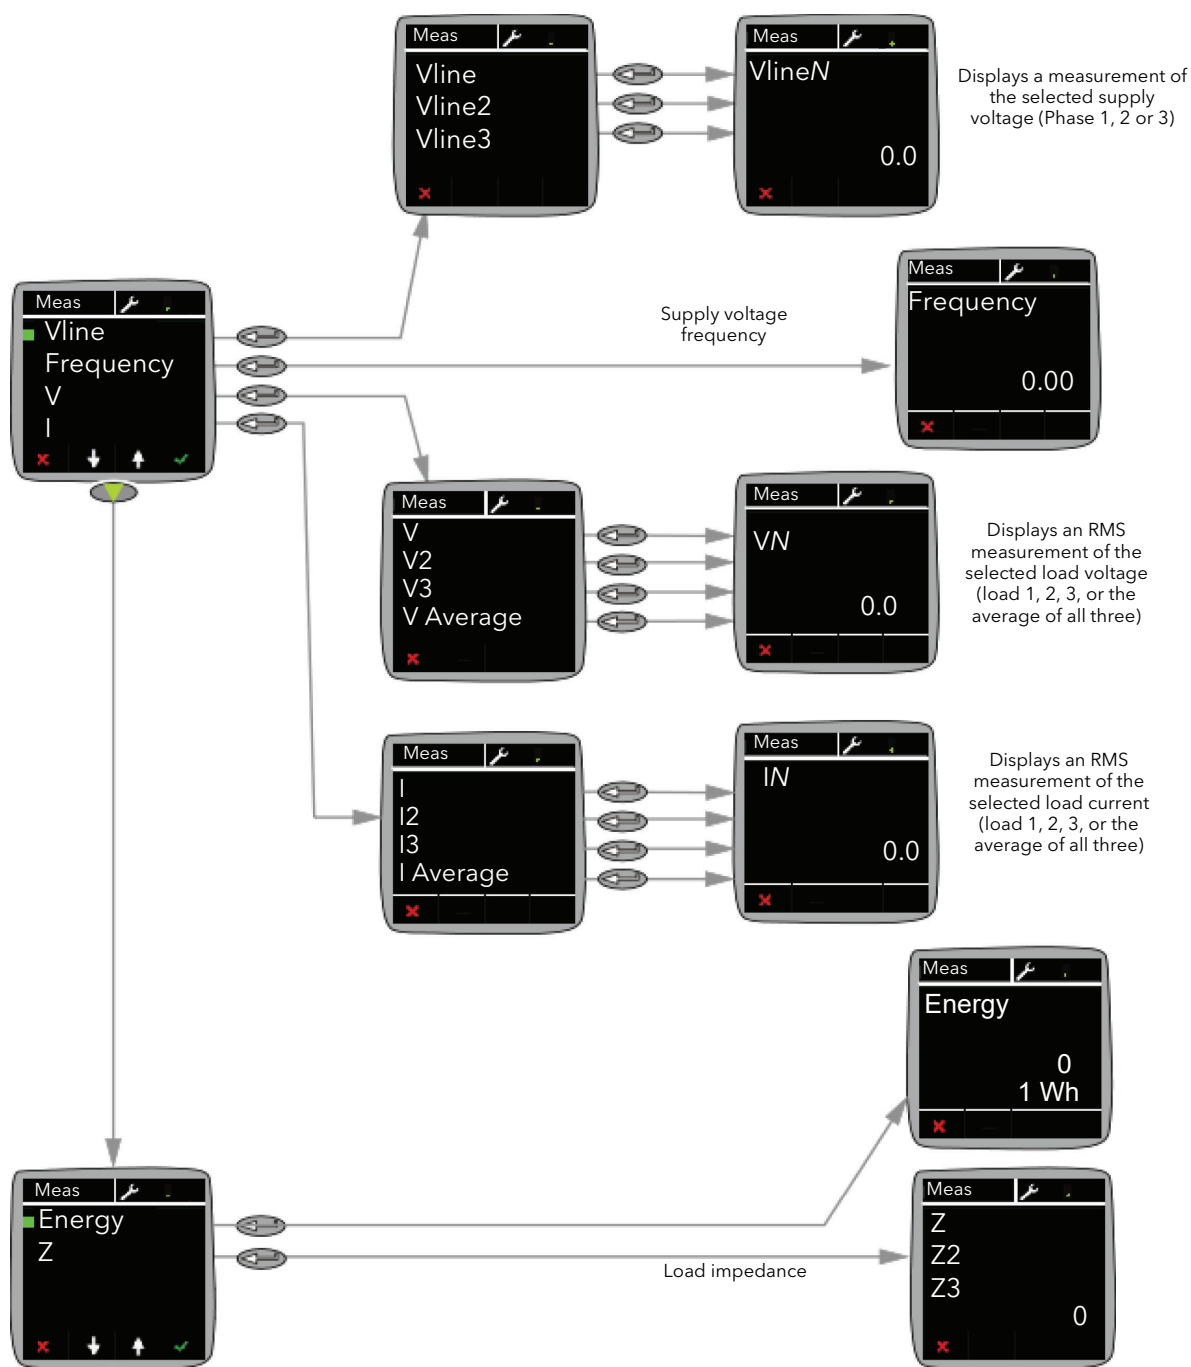 Meas
Vline
Vline2
Vline3
Meas
VlineN
0.0
Displays a measurement of
the selected supply
voltage (Phase 1, 2 or 3)
Meas
Vline
Frequency
V
I
Supply voltage
frequency
Meas
Frequency
0.00
Meas
V
V2
V3
V Average
Meas
VN
0.0
Displays an RMS
measurement of the
selected load voltage
(load 1, 2, 3, or the
average of all three)
Meas
I
I2
I3
I Average
Meas
IN
0.0
Displays an RMS
measurement of the
selected load current
(load 1, 2, 3, or the
average of all three)
Meas
Energy
0
1 Wh
Meas
Energy
Z
Load impedance
Meas
Z
Z2
Z3
0